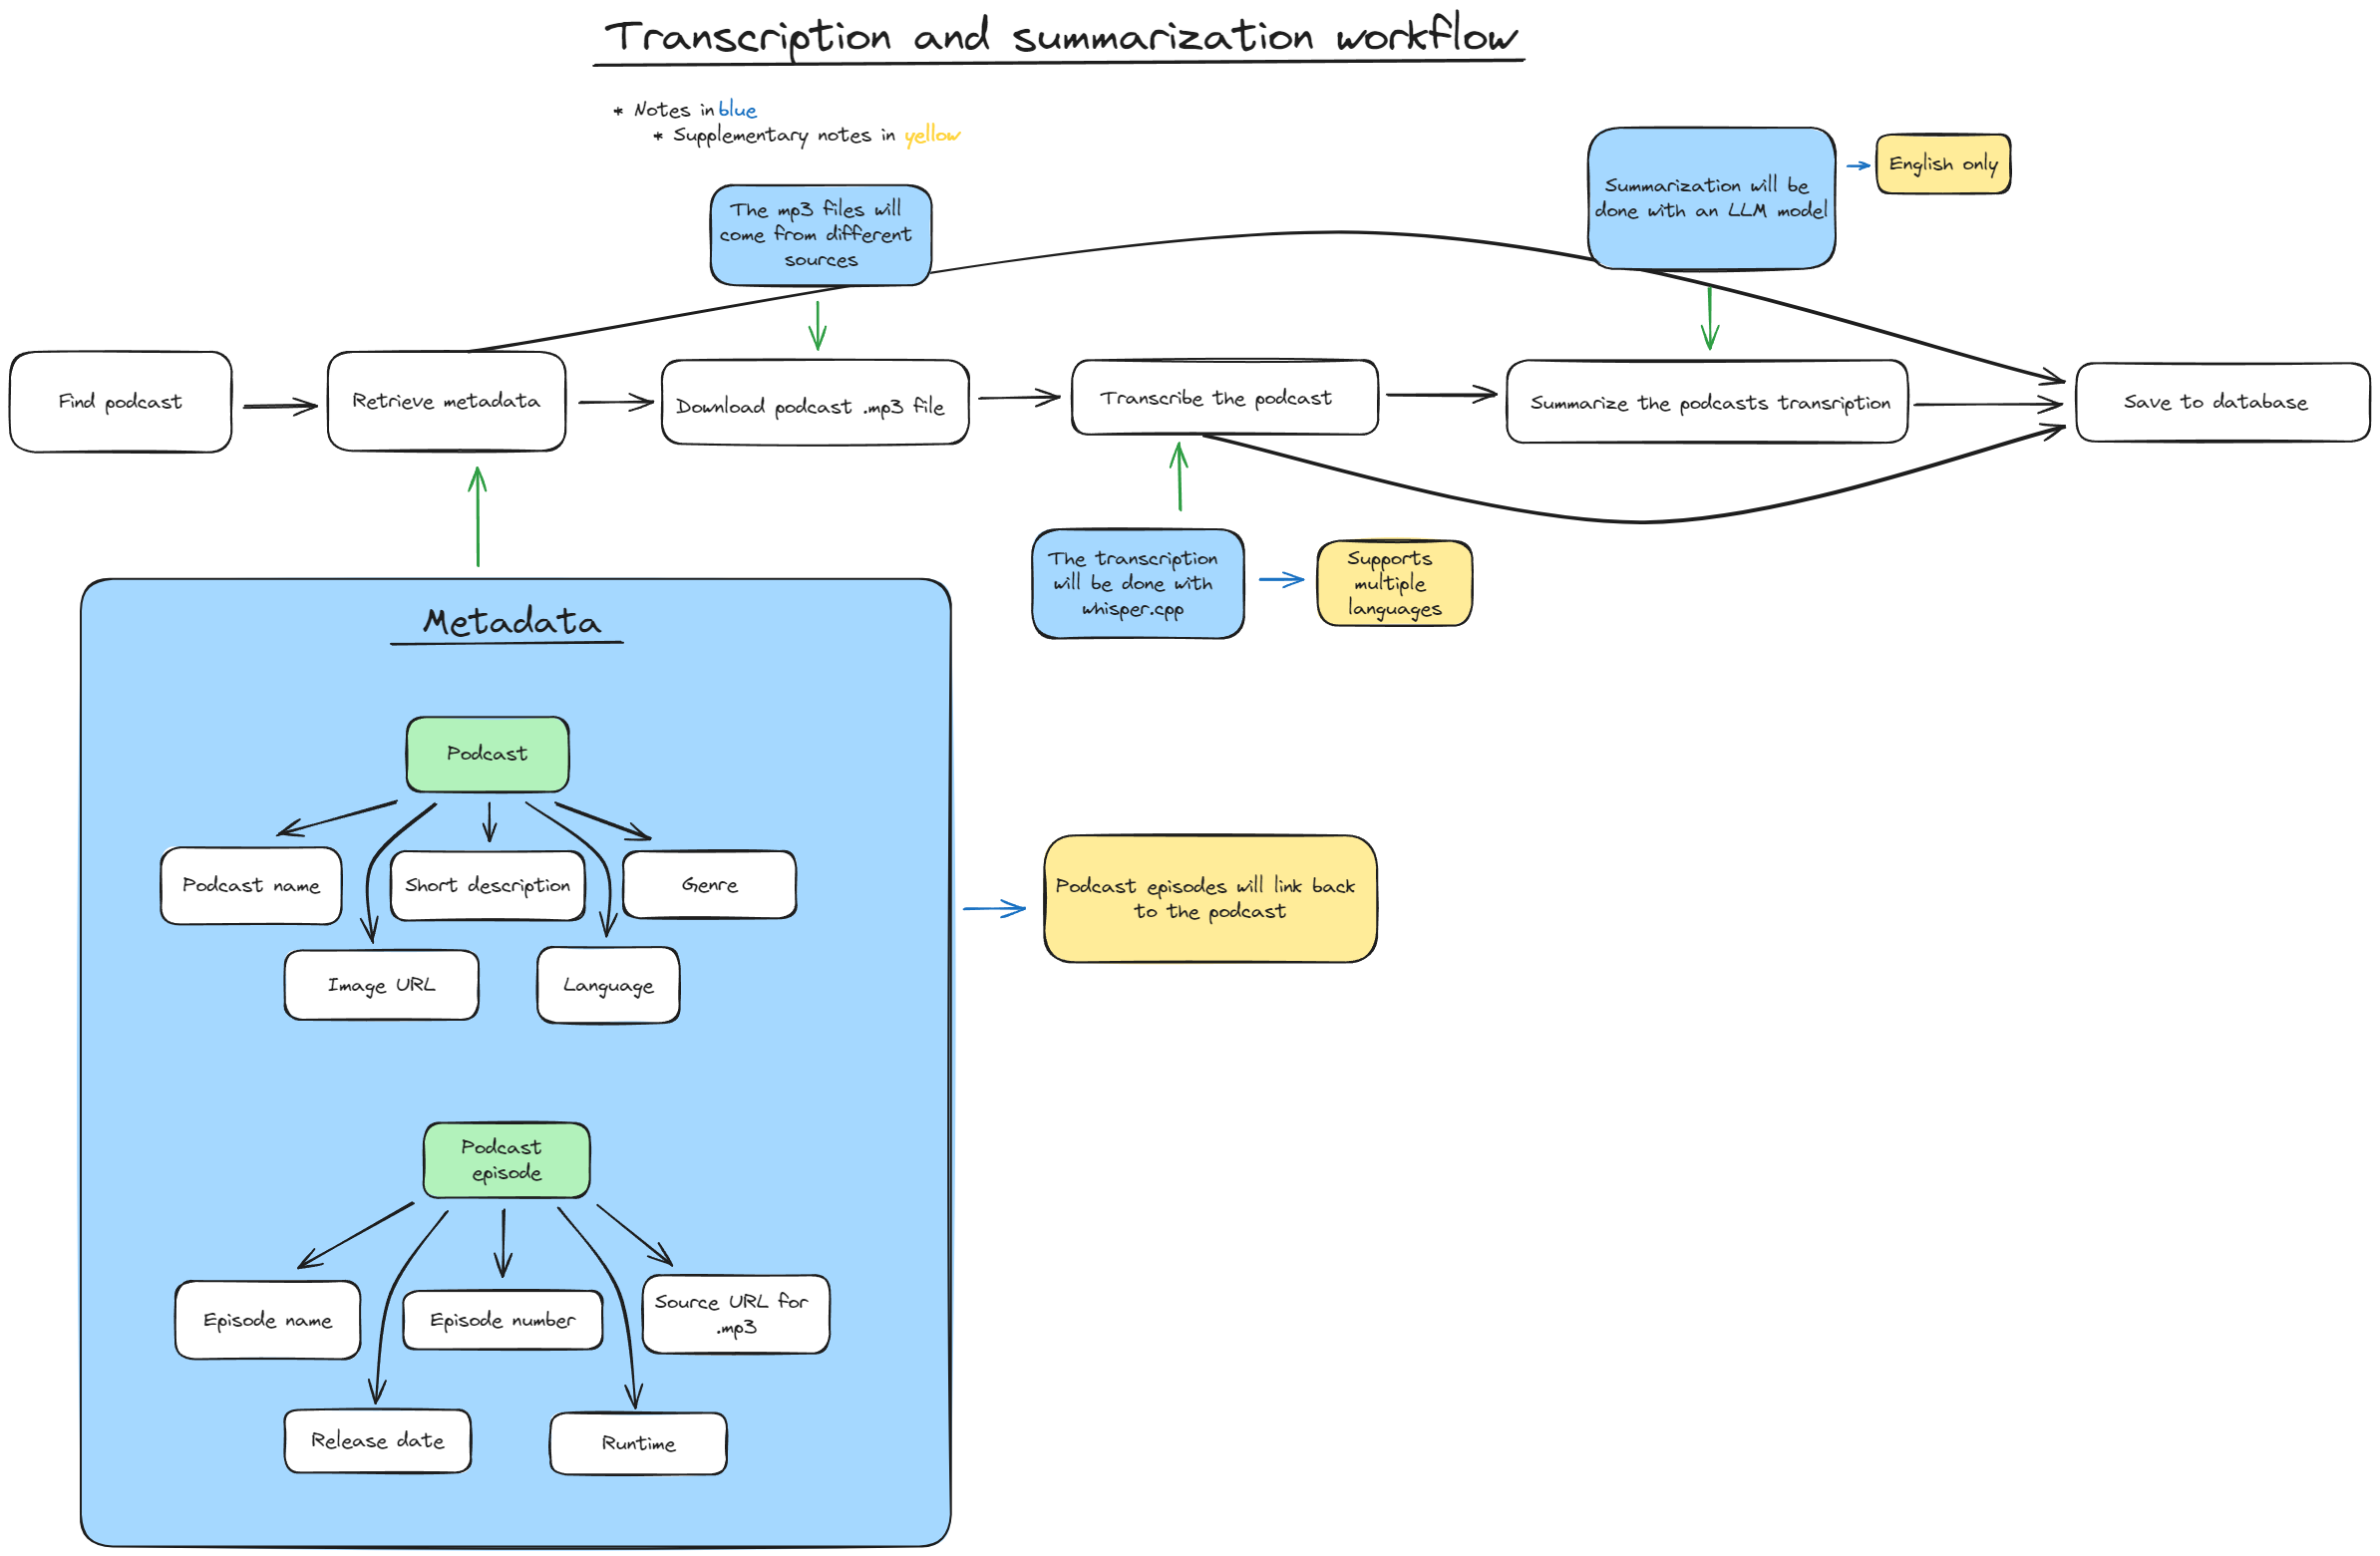 Transcription and summarization workflow
* Notes in blue
* Supplementary notes in yellow
The mp3 files will
come from different
sources
Summarization will be
done with an LLM model
English only
Find podcast
Retrieve metadata
Download podcast .mp3 file
Transcribe the podcast
Summarize the podcasts transription
Save to database
The transcription
will be done with
whisper.cpp
Supports
multiple
languages
Metadata
Podcast
Podcast name
Short description
Genre
Image URL
Language
Podcast episodes will link back
to the podcast
Podcast
episode
Episode name
Episode number
Source URL for
.mp3
Release date
Runtime